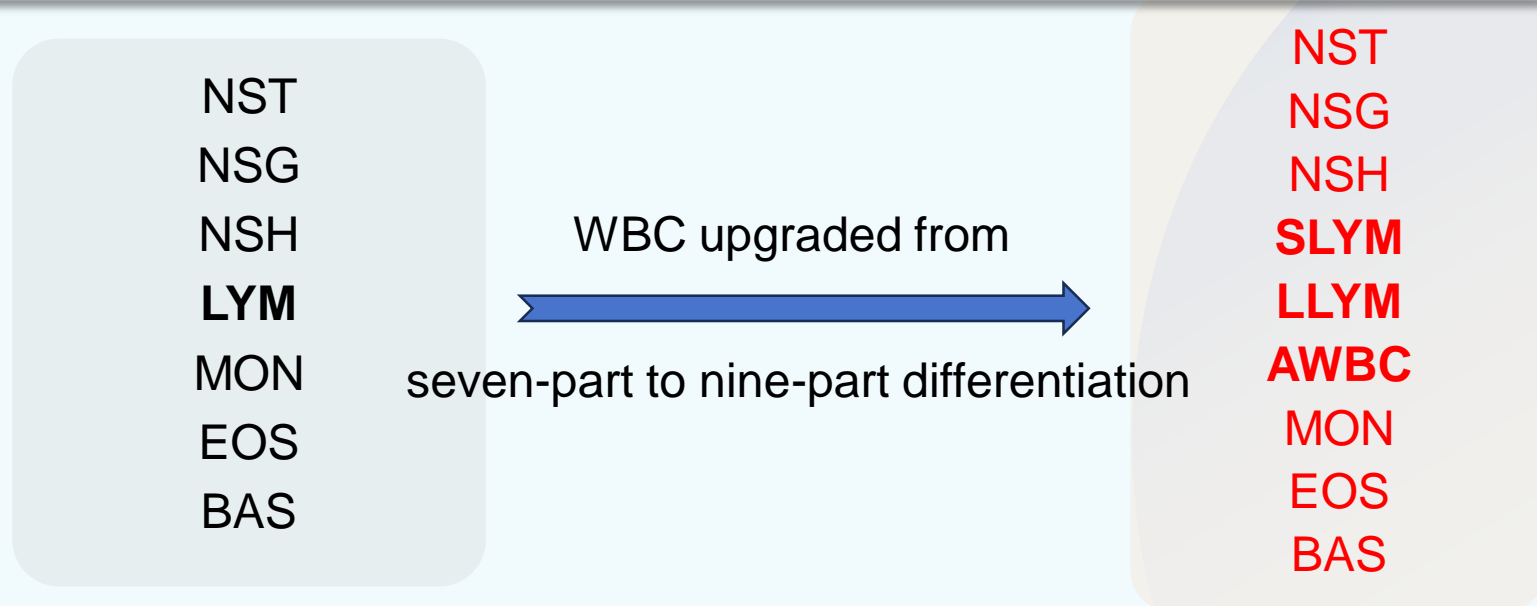 NST
NSG
NSH
LYM
MON
EOS
BAS
WBC upgraded from
seven-part to nine-part differentiation
NST
NSG
NSH
SLYM
LLYM
AWBC
MON
EOS
BAS